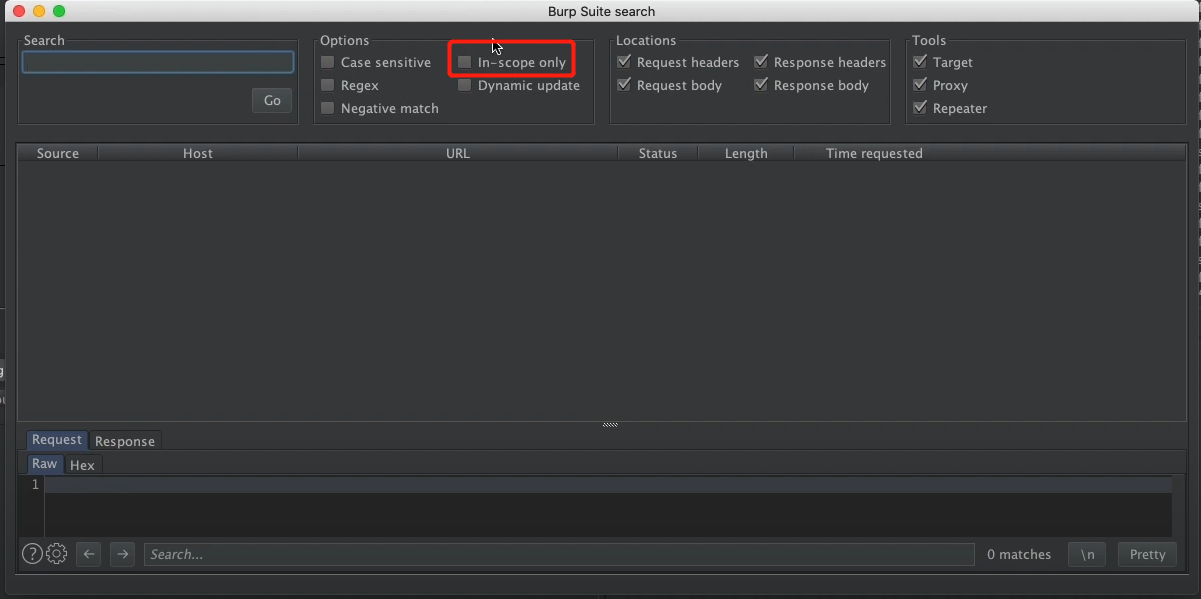 Burp Suite search
Search
Go
Options
Case sensitive
In-scope only
Regex
Dynamic update
Negative match
Locations
Request headers
Response headers
Request body
Response body
Tools
Target
Proxy
Repeater
Source Host URL Status Length Time requested
Request Response
Raw Hex
1
? Search... 0 matches \n Pretty